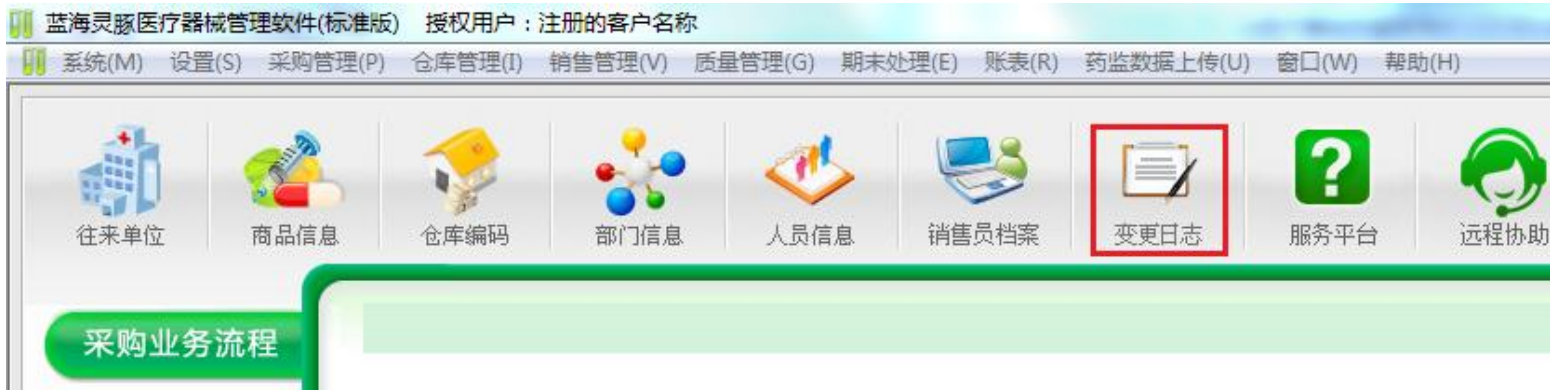 蓝海灵豚医疗器械管理软件(标准版) 授权用户：注册的客户名称
系统(M) 设置(S) 采购管理(P) 仓库管理(I) 销售管理(V) 质量管理(G) 期末处理(E) 账表(R) 药监数据上传(U) 窗口(W) 帮助(H)
往来单位 商品信息 仓库编码 部门信息 人员信息 销售员档案 变更日志 服务平台 远程协助
采购业务流程